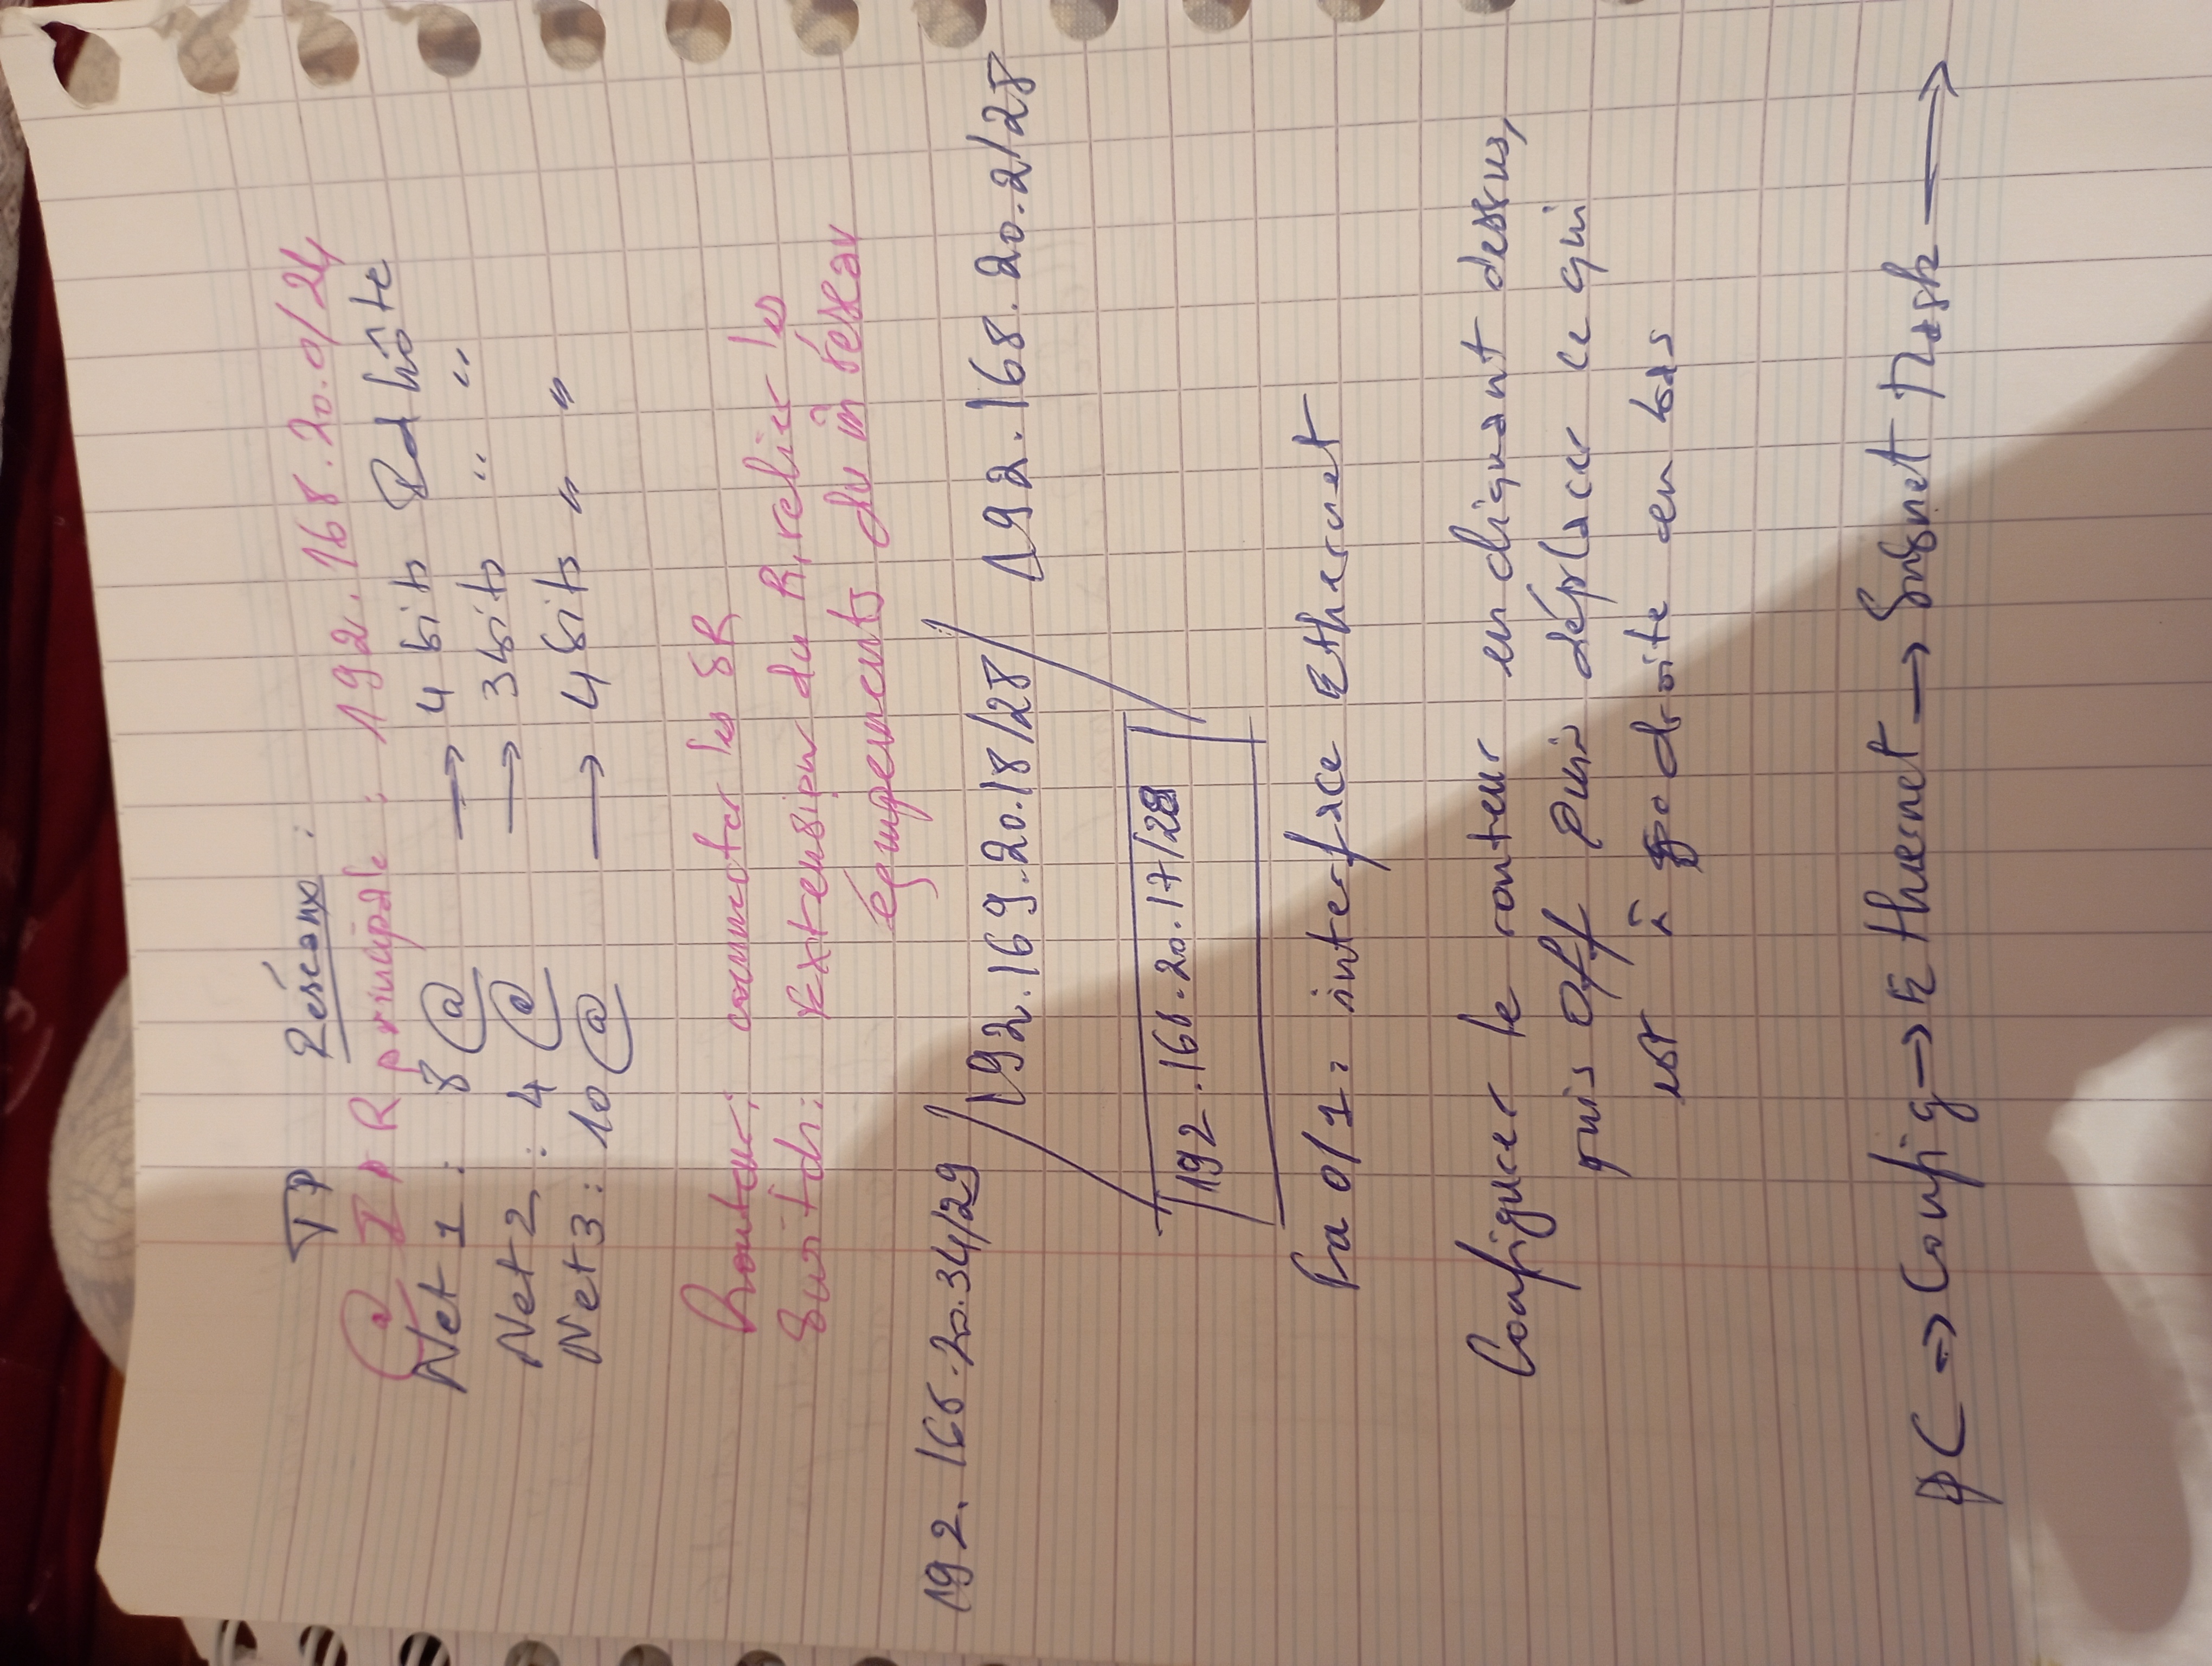 TP Réseaux :
@ IPR principale : 192.168.20.0/24
Net 1 : 8 @ → 4 bits Rd hôte
Net 2 : 4 @ → 3 bits " "
Net 3 : 10 @ → 4 bits " "
Routeur : connecter les SR
Switch : extension du R, relier les
équipements du m̂ réseau
192.168.20.34/29 / 192.169.20.18/28 / 192.168.20.2/28
/192.168.20.17/28/
Fa 0/1 : interface Ethernet
Configurer le routeur en cliquant dessus,
puis Off puis déplacer ce qui
est à droite en bas
PC → Config → Ethernet → Subnet Mask →